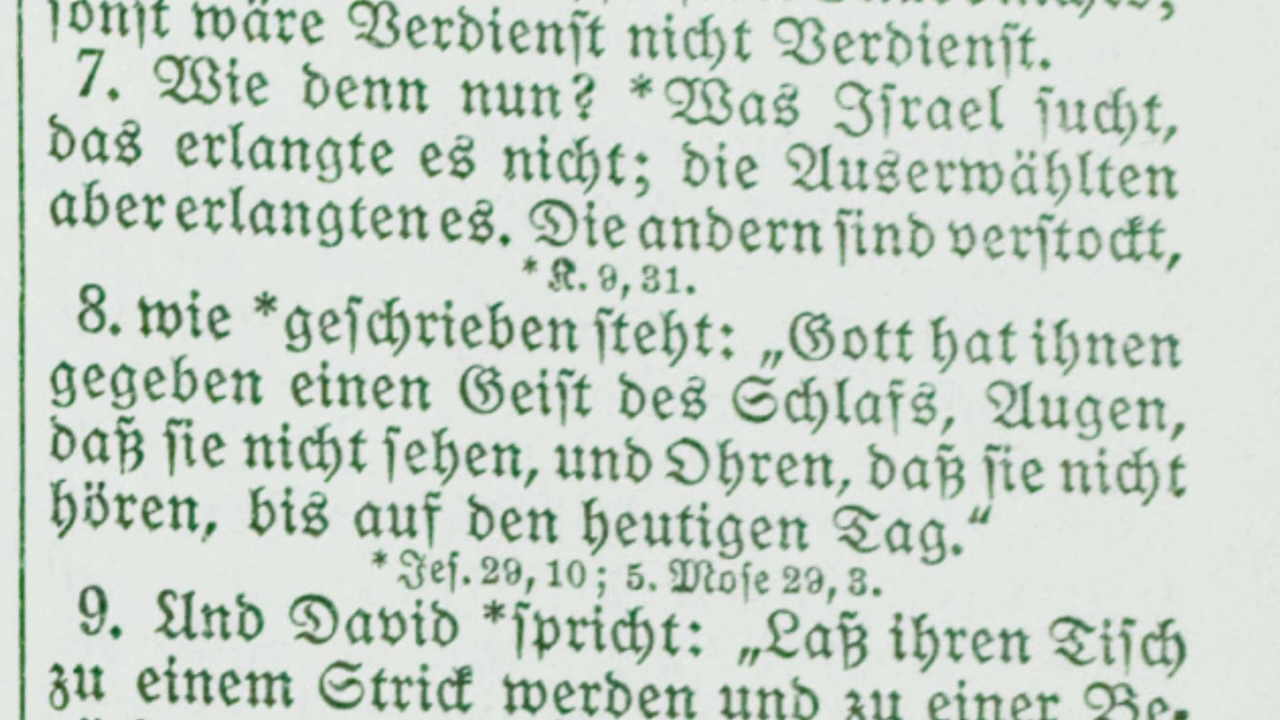 sonst wäre Verdienst nicht Verdienst.
7. Wie denn nun? *Was Israel sucht,
das erlangte es nicht; die Auserwählten
aber erlangten es. Die andern sind verstockt,
* K. 9, 31.
8. wie *geschrieben steht: „Gott hat ihnen
gegeben einen Geist des Schlafs, Augen,
daß sie nicht sehen, und Ohren, daß sie nicht
hören, bis auf den heutigen Tag.“
* Jes. 29, 10; 5. Mose 29, 3.
9. Und David *spricht: „Laß ihren Tisch
zu einem Strick werden und zu einer Be-